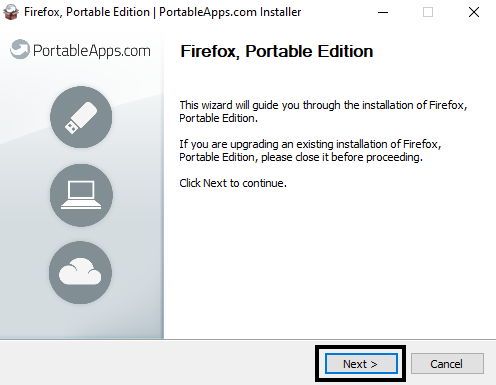 Firefox, Portable Edition | PortableApps.com Installer
PortableApps.com
Firefox, Portable Edition
This wizard will guide you through the installation of Firefox,
Portable Edition.
If you are upgrading an existing installation of Firefox,
Portable Edition, please close it before proceeding.
Click Next to continue.
Next >
Cancel